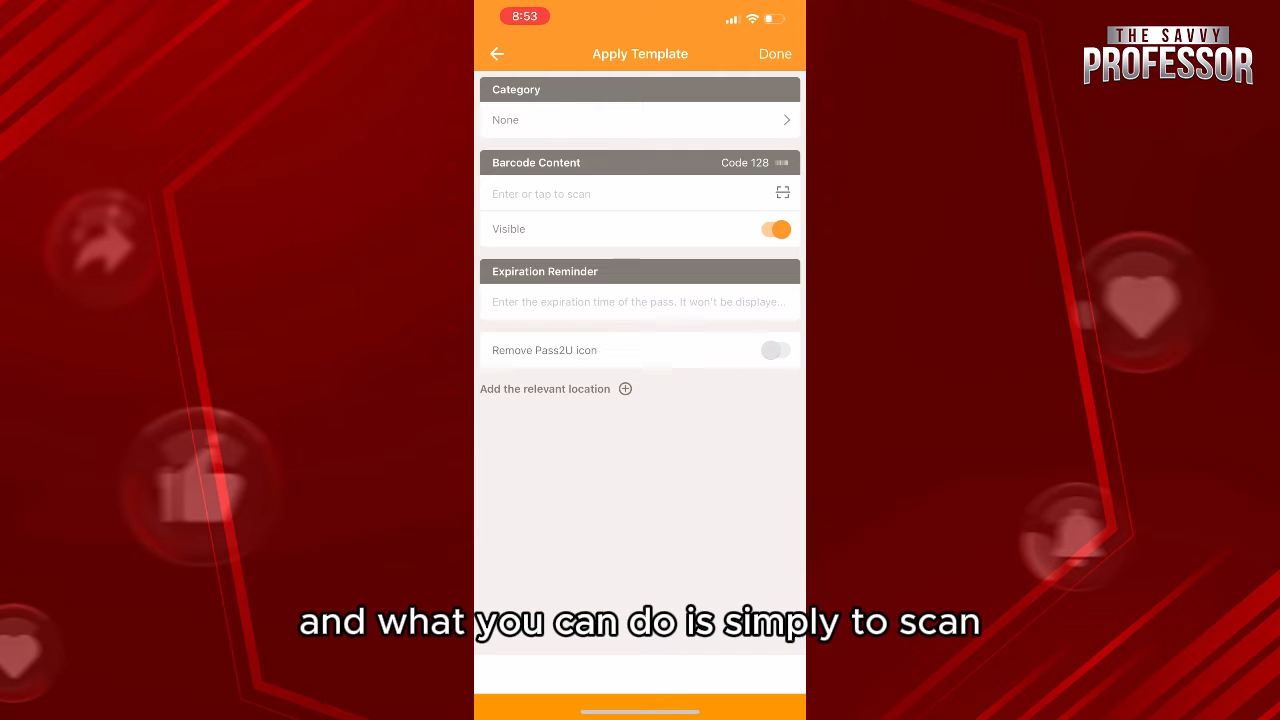 8:53
THE SAVVY
PROFESSOR
Apply Template
Done
Category
None
Barcode Content
Code 128
Enter or tap to scan
Visible
Expiration Reminder
Enter the expiration time of the pass. It won't be displaye...
Remove Pass2U icon
Add the relevant location
and what you can do is simply to scan